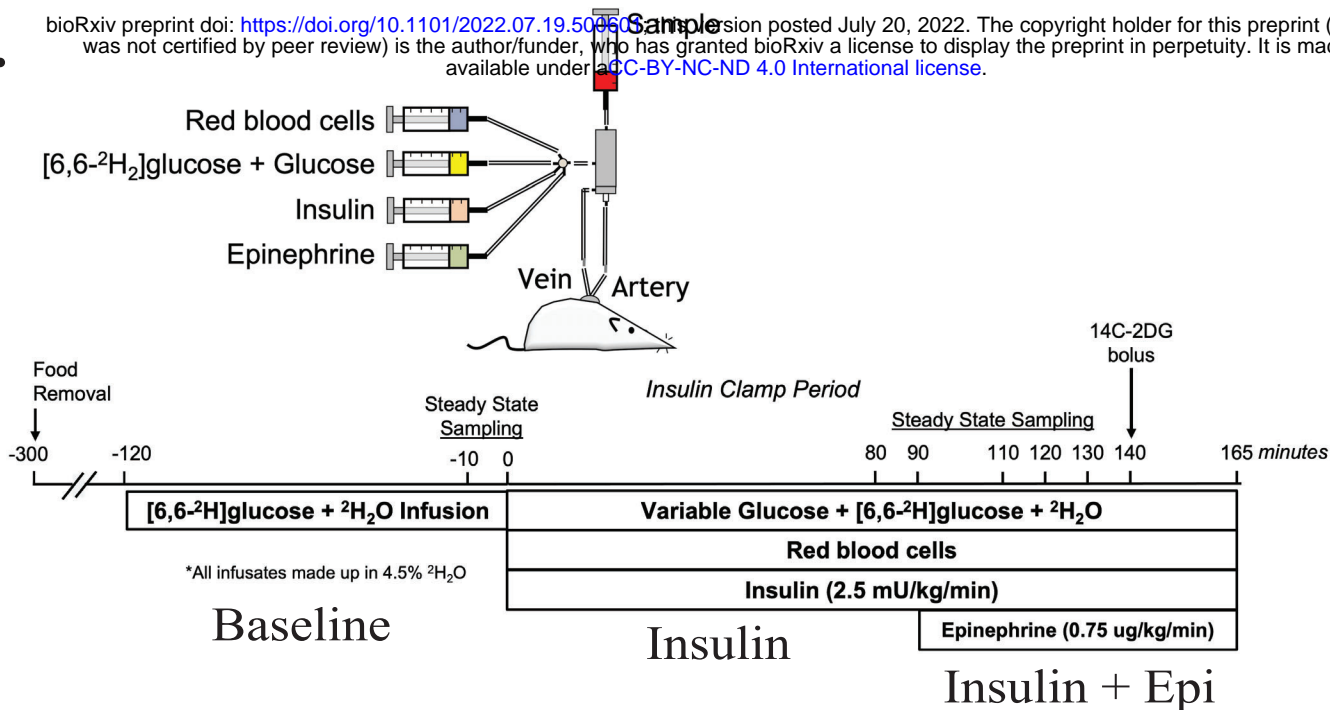 bioRxiv preprint doi: https://doi.org/10.1101/2022.07.19.500601; this version posted July 20, 2022. The copyright holder for this preprint (
was not certified by peer review) is the author/funder, who has granted bioRxiv a license to display the preprint in perpetuity. It is mad
available under aCC-BY-NC-ND 4.0 International license.
Sample
Red blood cells
[6,6-²H₂]glucose + Glucose
Insulin
Epinephrine
Vein
Artery
14C-2DG
bolus
Food
Removal
Insulin Clamp Period
Steady State
Sampling
Steady State Sampling
-300 -120 -10 0 80 90 110 120 130 140 165 minutes
[6,6-²H]glucose + ²H₂O Infusion
Variable Glucose + [6,6-²H]glucose + ²H₂O
Red blood cells
*All infusates made up in 4.5% ²H₂O
Insulin (2.5 mU/kg/min)
Baseline
Insulin
Epinephrine (0.75 ug/kg/min)
Insulin + Epi